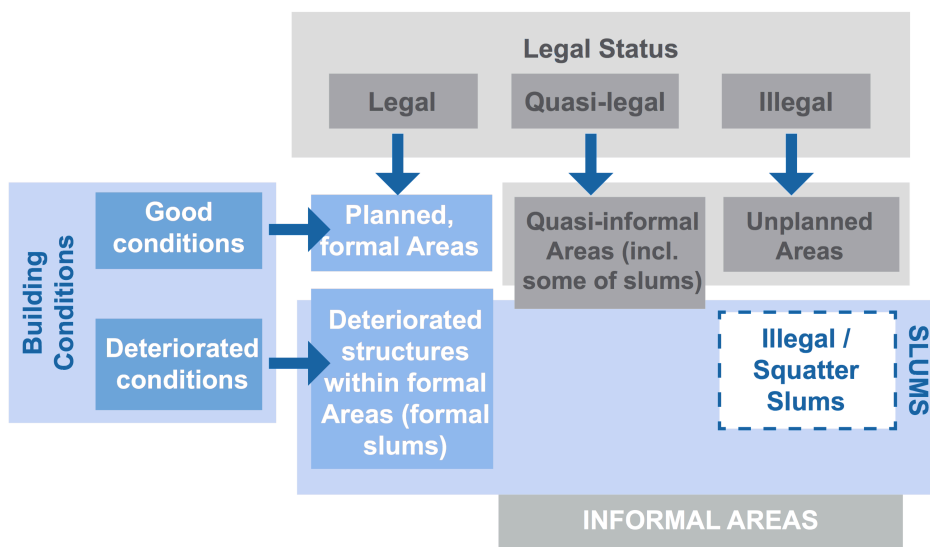 Legal Status
Legal
Quasi-legal
Illegal
Building
Conditions
Good
conditions
Planned,
formal Areas
Quasi-informal
Areas (incl.
some of slums)
Unplanned
Areas
Deteriorated
conditions
Deteriorated
structures
within formal
Areas (formal
slums)
Illegal /
Squatter
Slums
SLUMS
INFORMAL AREAS